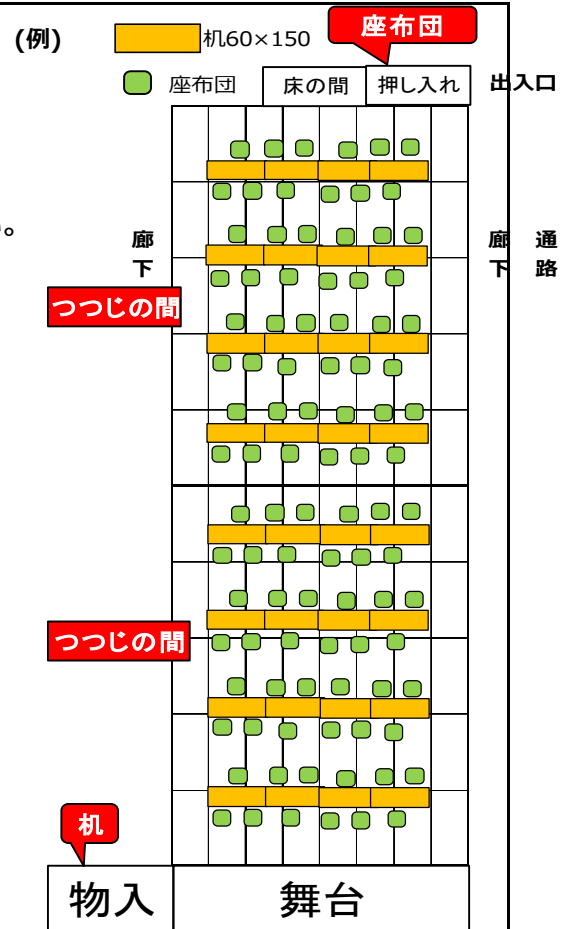 (例)
机60×150
座布団
座布団
床の間
押し入れ
出入口
。
廊下
廊下
通路
つつじの間
つつじの間
机
物入
舞台